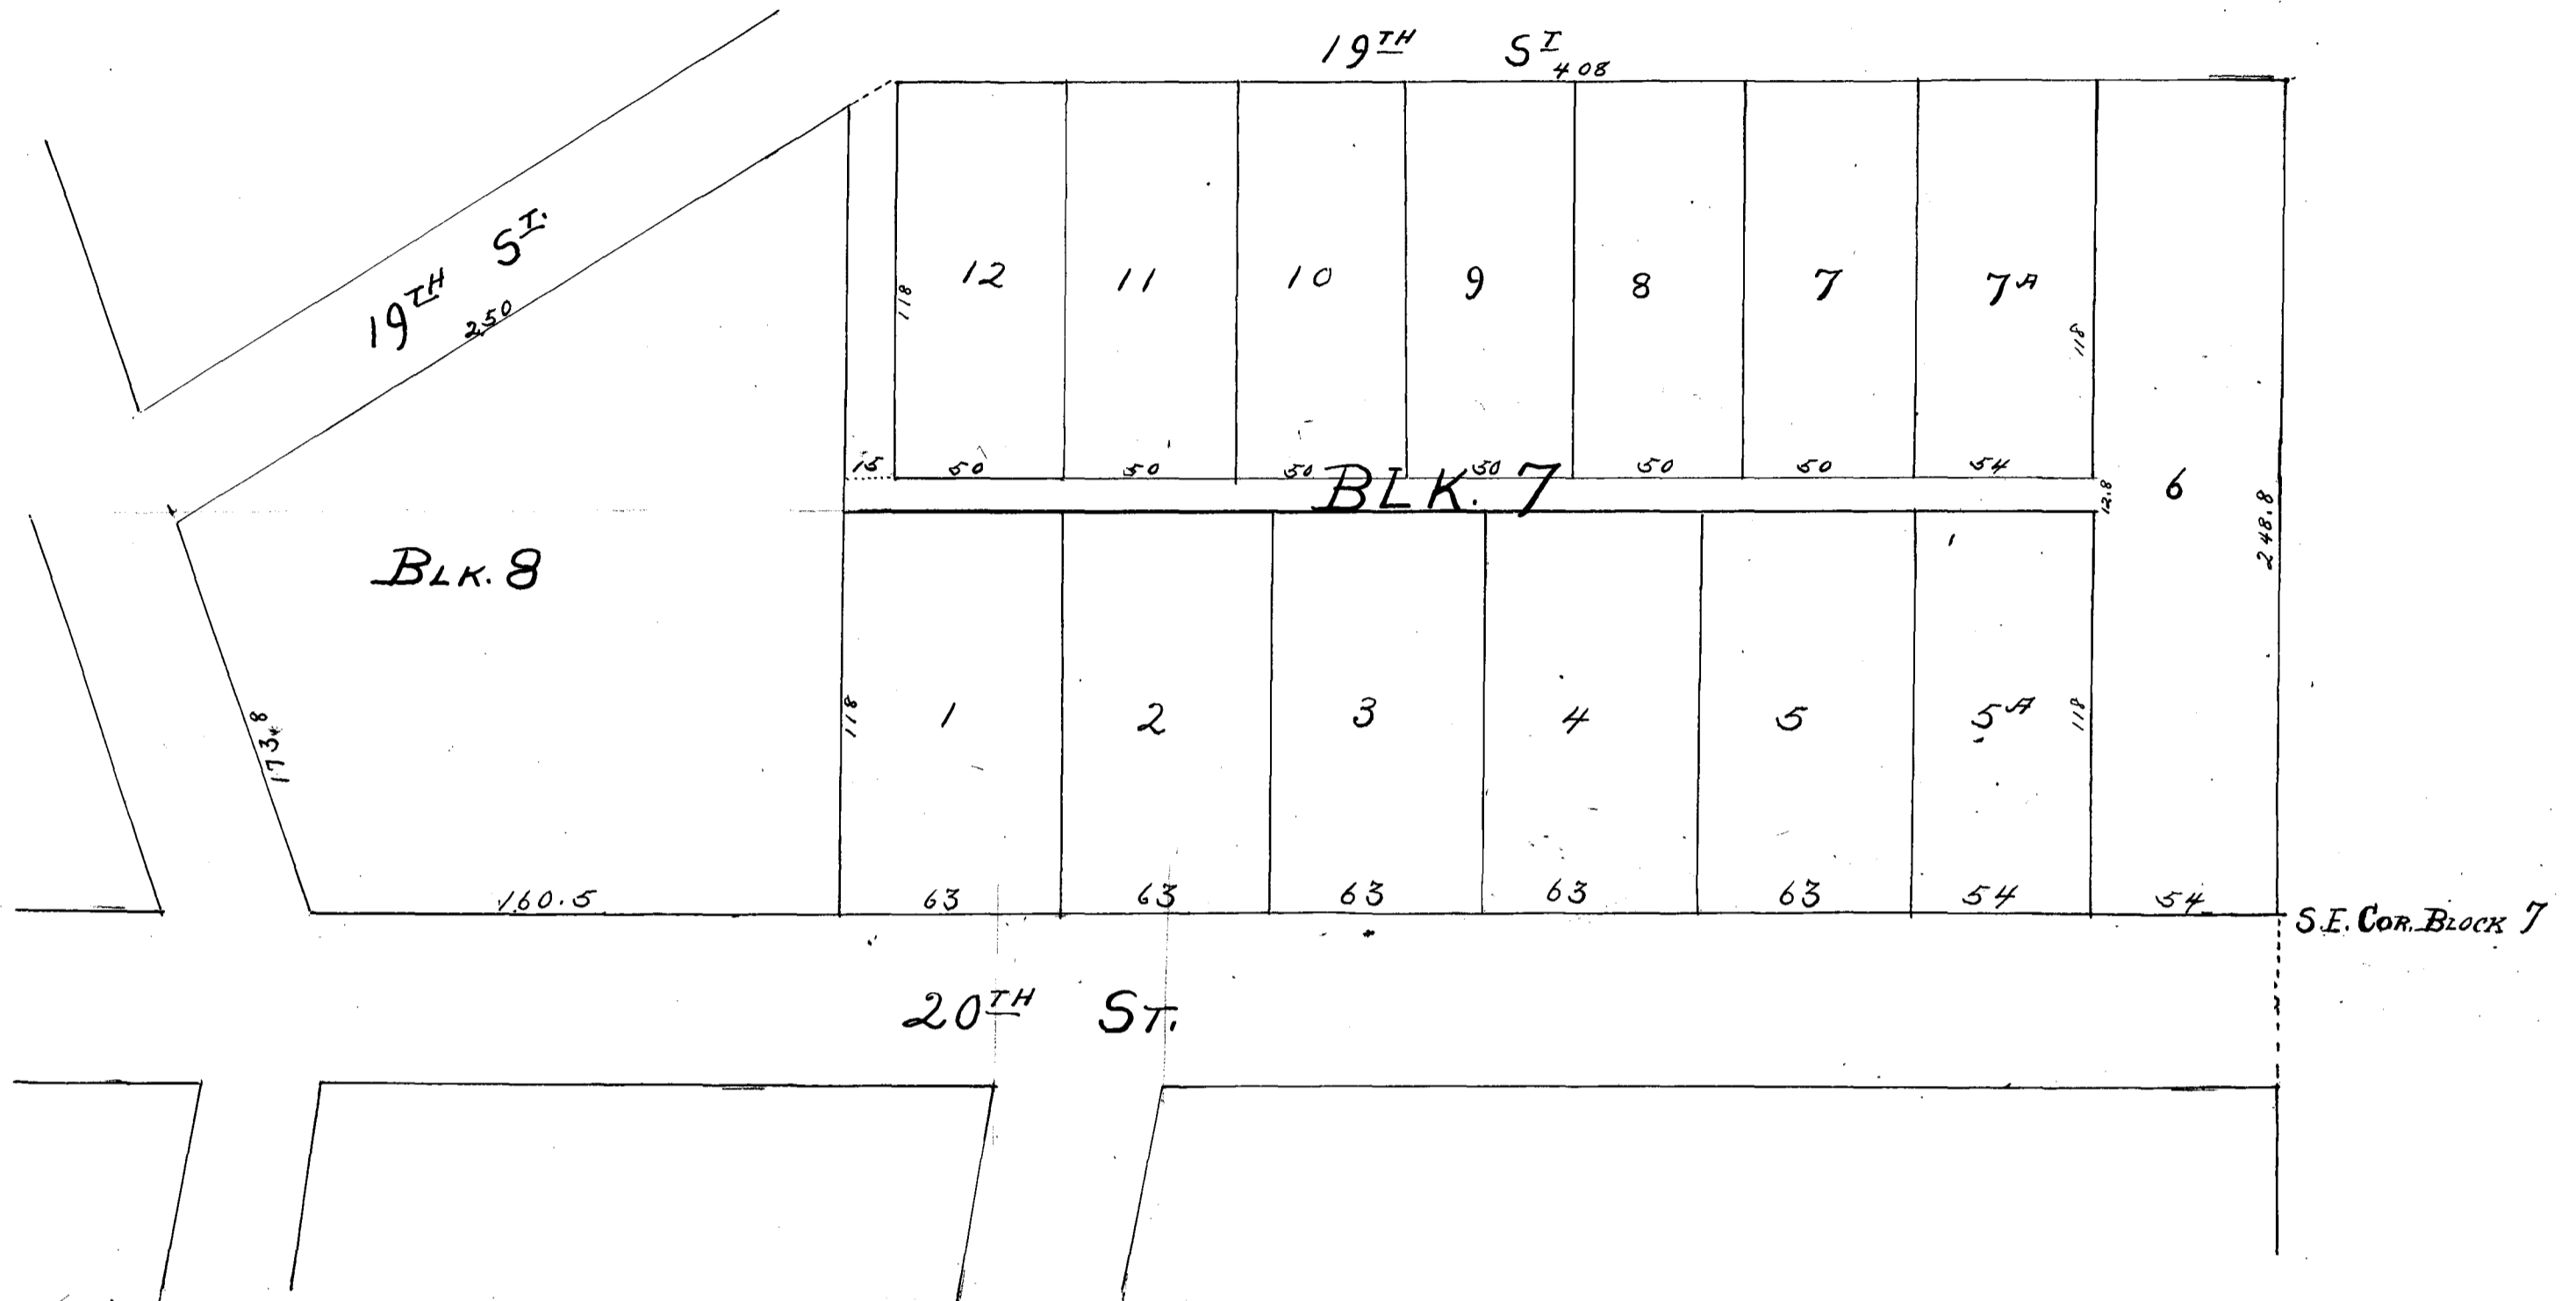 19TH ST
408
19TH ST.
250
12 11 10 9 8 7 7A
118 118
15 50 50 50 50 50 50 54
BLK. 7
12.8
6
248.8
BLK. 8
173.8
118 1 2 3 4 5 5A 118
160.5 63 63 63 63 63 54 54
S.E. COR. BLOCK 7
20TH ST.